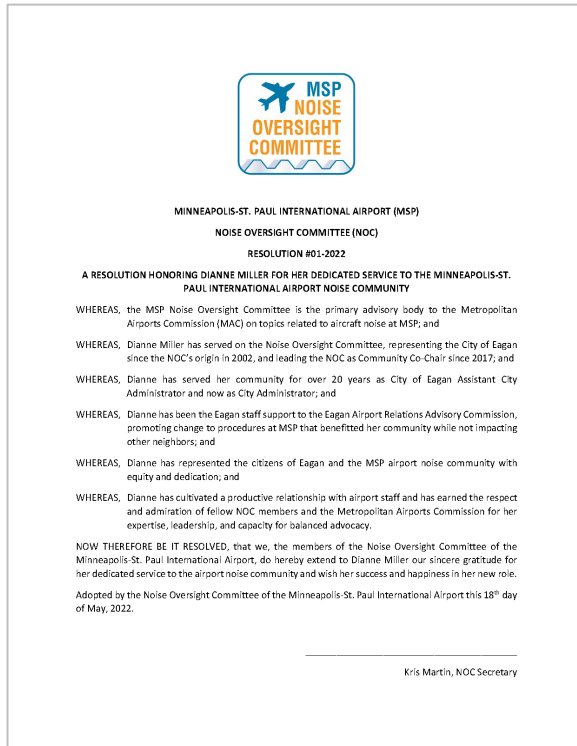 MSP
NOISE
OVERSIGHT
COMMITTEE
MINNEAPOLIS-ST. PAUL INTERNATIONAL AIRPORT (MSP)
NOISE OVERSIGHT COMMITTEE (NOC)
RESOLUTION #01-2022
A RESOLUTION HONORING DIANNE MILLER FOR HER DEDICATED SERVICE TO THE MINNEAPOLIS-ST.
PAUL INTERNATIONAL AIRPORT NOISE COMMUNITY
WHEREAS, the MSP Noise Oversight Committee is the primary advisory body to the Metropolitan
Airports Commission (MAC) on topics related to aircraft noise at MSP; and
WHEREAS, Dianne Miller has served on the Noise Oversight Committee, representing the City of Eagan
since the NOC's origin in 2002, and leading the NOC as Community Co-Chair since 2017; and
WHEREAS, Dianne has served her community for over 20 years as City of Eagan Assistant City
Administrator and now as City Administrator; and
WHEREAS, Dianne has been the Eagan staff support to the Eagan Airport Relations Advisory Commission,
promoting change to procedures at MSP that benefitted her community while not impacting
other neighbors; and
WHEREAS, Dianne has represented the citizens of Eagan and the MSP airport noise community with
equity and dedication; and
WHEREAS, Dianne has cultivated a productive relationship with airport staff and has earned the respect
and admiration of fellow NOC members and the Metropolitan Airports Commission for her
expertise, leadership, and capacity for balanced advocacy.
NOW THEREFORE BE IT RESOLVED, that we, the members of the Noise Oversight Committee of the
Minneapolis-St. Paul International Airport, do hereby extend to Dianne Miller our sincere gratitude for
her dedicated service to the airport noise community and wish her success and happiness in her new role.
Adopted by the Noise Oversight Committee of the Minneapolis-St. Paul International Airport this 18th day
of May, 2022.
Kris Martin, NOC Secretary